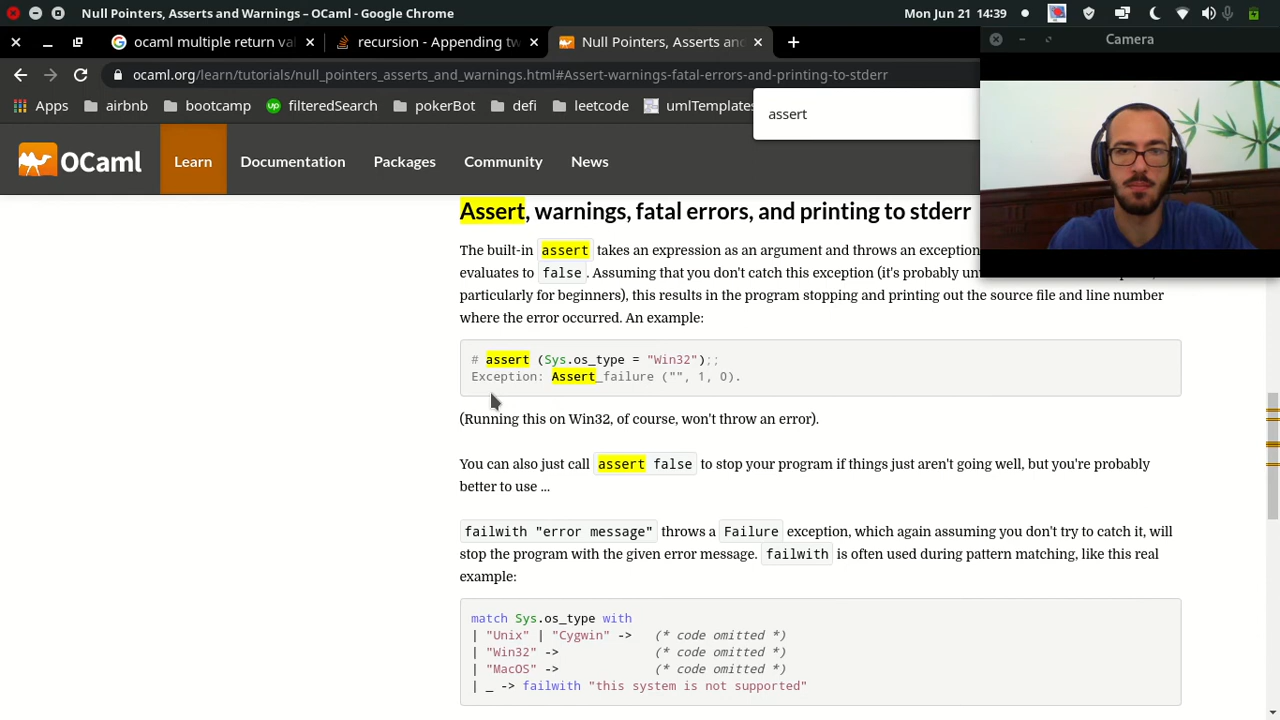 Null Pointers, Asserts and Warnings – OCaml - Google Chrome
Mon Jun 21 14:39
ocaml multiple return val
recursion - Appending tw
Null Pointers, Asserts and
ocaml.org/learn/tutorials/null_pointers_asserts_and_warnings.html#Assert-warnings-fatal-errors-and-printing-to-stderr
Camera
Apps
airbnb
bootcamp
up filteredSearch
pokerBot
defi
leetcode
umlTemplates
assert
OCaml
Learn
Documentation
Packages
Community
News
Assert, warnings, fatal errors, and printing to stderr
The built-in assert takes an expression as an argument and throws an exception
evaluates to false. Assuming that you don't catch this exception (it's probably
particularly for beginners), this results in the program stopping and printing out the source file and line number
where the error occurred. An example:
# assert (Sys.os_type = "Win32");;
Exception: Assert_failure ("", 1, 0).
(Running this on Win32, of course, won't throw an error).
You can also just call assert false to stop your program if things just aren't going well, but you're probably
better to use ...
failwith "error message" throws a Failure exception, which again assuming you don't try to catch it, will
stop the program with the given error message. failwith is often used during pattern matching, like this real
example:
match Sys.os_type with
| "Unix" | "Cygwin" -> (* code omitted *)
| "Win32" -> (* code omitted *)
| "MacOS" -> (* code omitted *)
| _ -> failwith "this system is not supported"